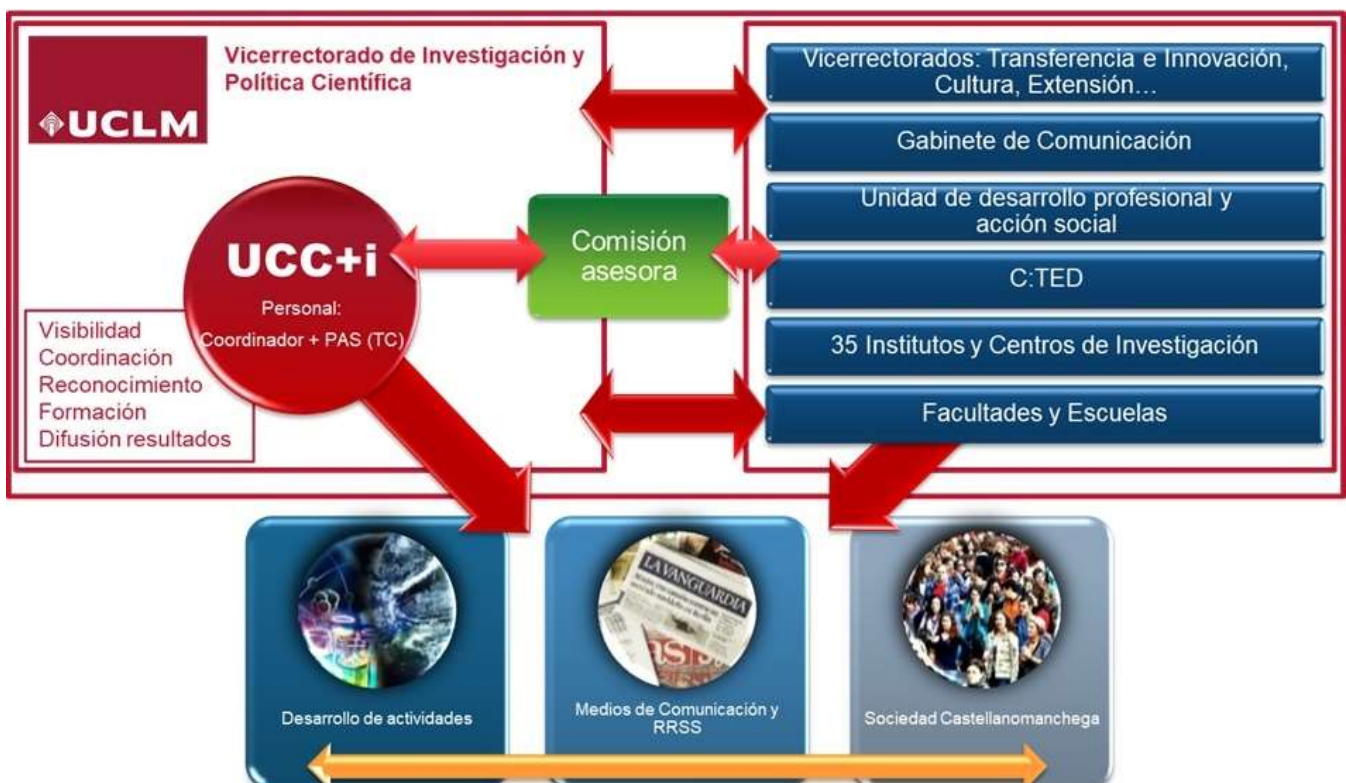 UCLM
Vicerrectorado de Investigación y
Política Científica
UCC+i
Personal:
Coordinador + PAS (TC)
Visibilidad
Coordinación
Reconocimiento
Formación
Difusión resultados
Comisión
asesora
Vicerrectorados: Transferencia e Innovación,
Cultura, Extensión…
Gabinete de Comunicación
Unidad de desarrollo profesional y
acción social
C:TED
35 Institutos y Centros de Investigación
Facultades y Escuelas
Desarrollo de actividades
LA VANGUARDIA
as
Medios de Comunicación y
RRSS
Sociedad Castellanomanchega